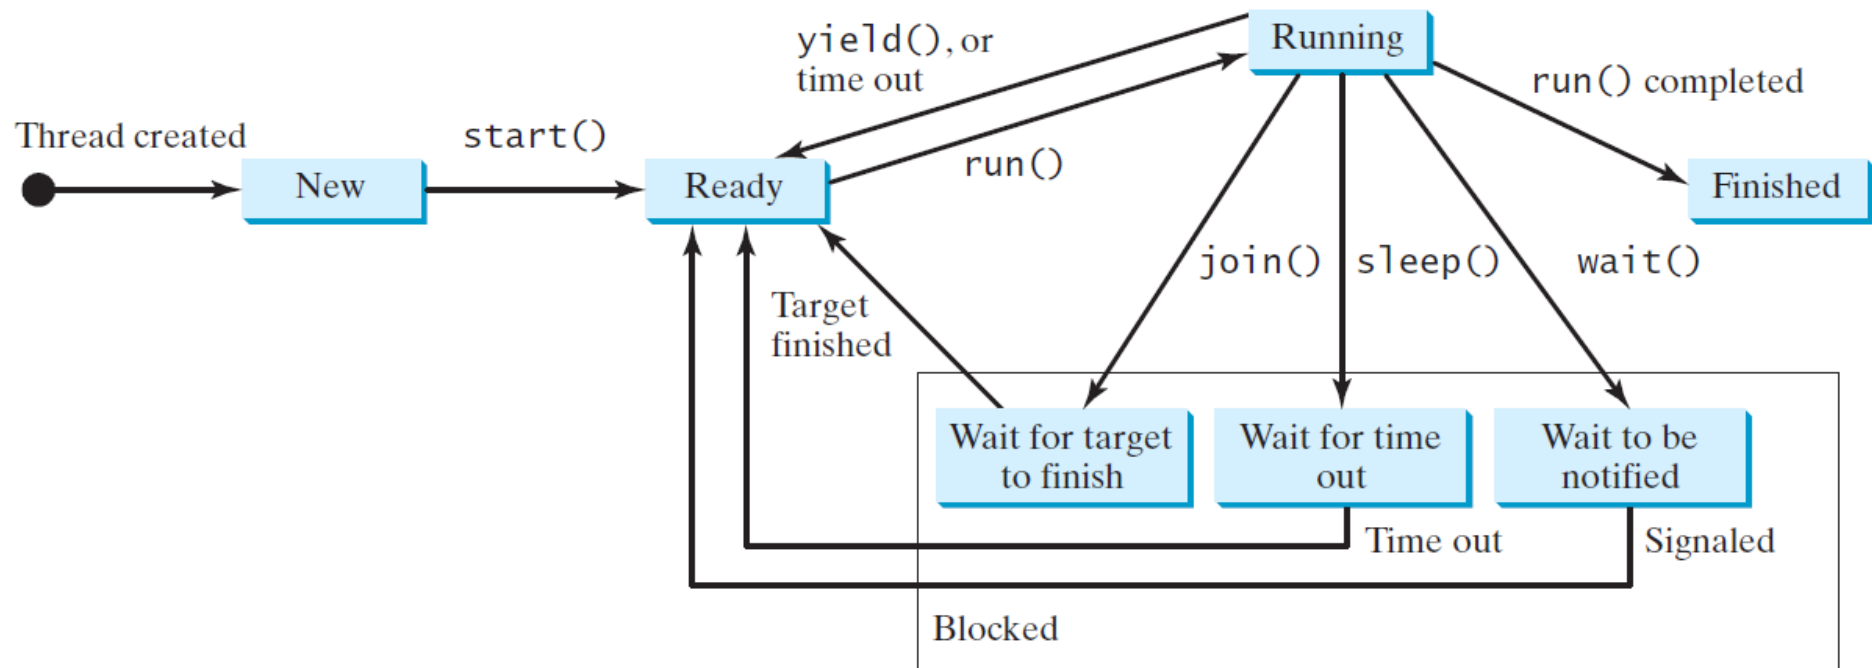 yield(), or
time out
Running
run() completed
Thread created
start()
New
Ready
run()
Finished
join()
sleep()
wait()
Target
finished
Wait for target
to finish
Wait for time
out
Wait to be
notified
Time out
Signaled
Blocked